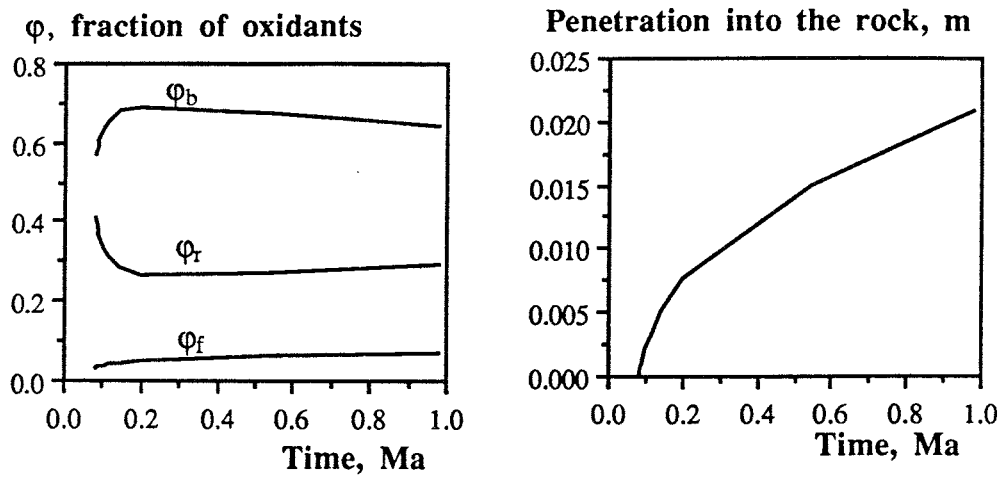 φ, fraction of oxidants
0.8
0.6
0.4
0.2
0.0
φb
φr
φf
0.0 0.2 0.4 0.6 0.8 1.0
Time, Ma
Penetration into the rock, m
0.025
0.020
0.015
0.010
0.005
0.000
0.0 0.2 0.4 0.6 0.8 1.0
Time, Ma